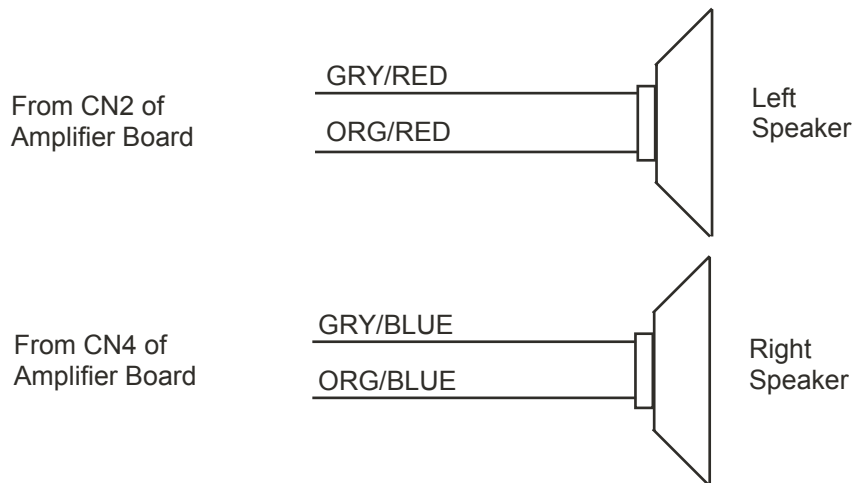 From CN2 of
Amplifier Board
GRY/RED
ORG/RED
Left
Speaker
From CN4 of
Amplifier Board
GRY/BLUE
ORG/BLUE
Right
Speaker